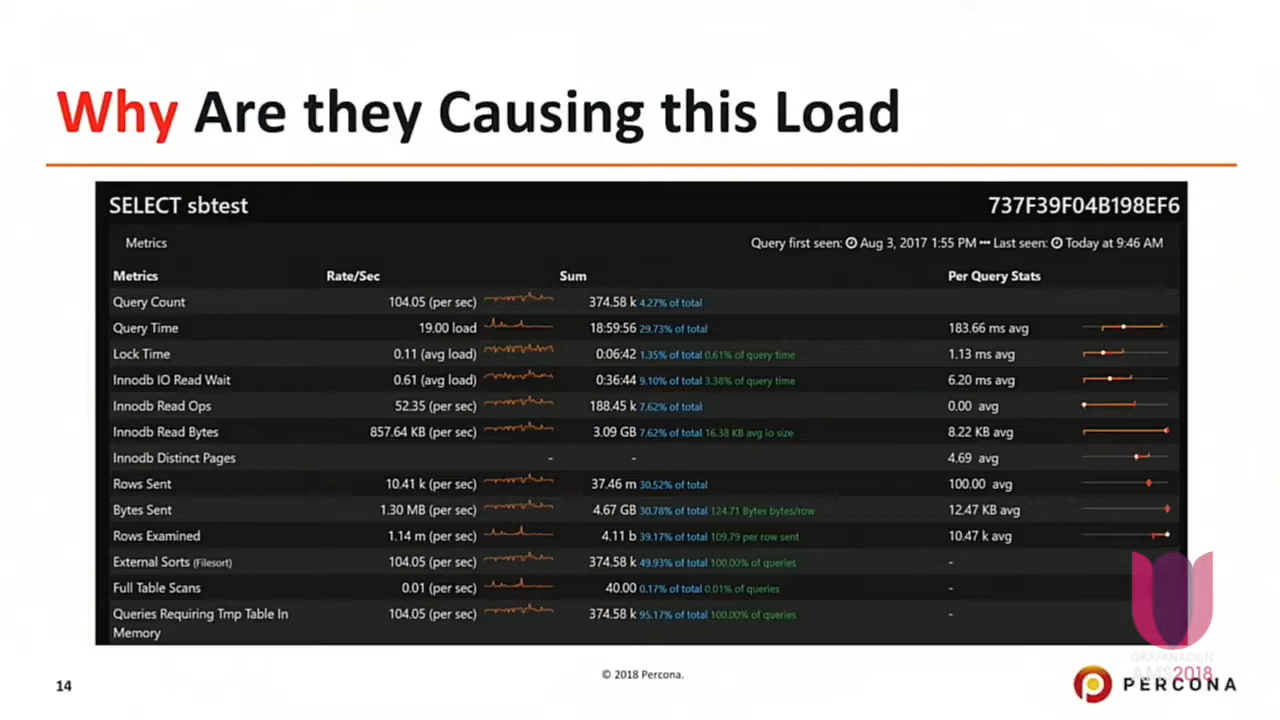 Why Are they Causing this Load
SELECT sbtest 737F39F04B198EF6
Metrics Query first seen: Aug 3, 2017 1:55 PM ••• Last seen: Today at 9:46 AM
Metrics Rate/Sec Sum Per Query Stats
Query Count 104.05 (per sec) 374.58 k 4.27% of total
Query Time 19.00 load 18:59:56 29.73% of total 183.66 ms avg
Lock Time 0.11 (avg load) 0:06:42 1.35% of total 0.61% of query time 1.13 ms avg
Innodb IO Read Wait 0.61 (avg load) 0:36:44 9.10% of total 3.38% of query time 6.20 ms avg
Innodb Read Ops 52.35 (per sec) 188.45 k 7.62% of total 0.00 avg
Innodb Read Bytes 857.64 KB (per sec) 3.09 GB 7.62% of total 16.38 KB avg io size 8.22 KB avg
Innodb Distinct Pages - - 4.69 avg
Rows Sent 10.41 k (per sec) 37.46 m 30.52% of total 100.00 avg
Bytes Sent 1.30 MB (per sec) 4.67 GB 30.78% of total 124.71 Bytes bytes/row 12.47 KB avg
Rows Examined 1.14 m (per sec) 4.11 b 39.17% of total 109.79 per row sent 10.47 k avg
External Sorts (Filesort) 104.05 (per sec) 374.58 k 49.93% of total 100.00% of queries -
Full Table Scans 0.01 (per sec) 40.00 0.17% of total 0.01% of queries -
Queries Requiring Tmp Table In 104.05 (per sec) 374.58 k 95.17% of total 100.00% of queries -
Memory
GRAFANACON
AMS2018
© 2018 Percona.
14
PERCONA